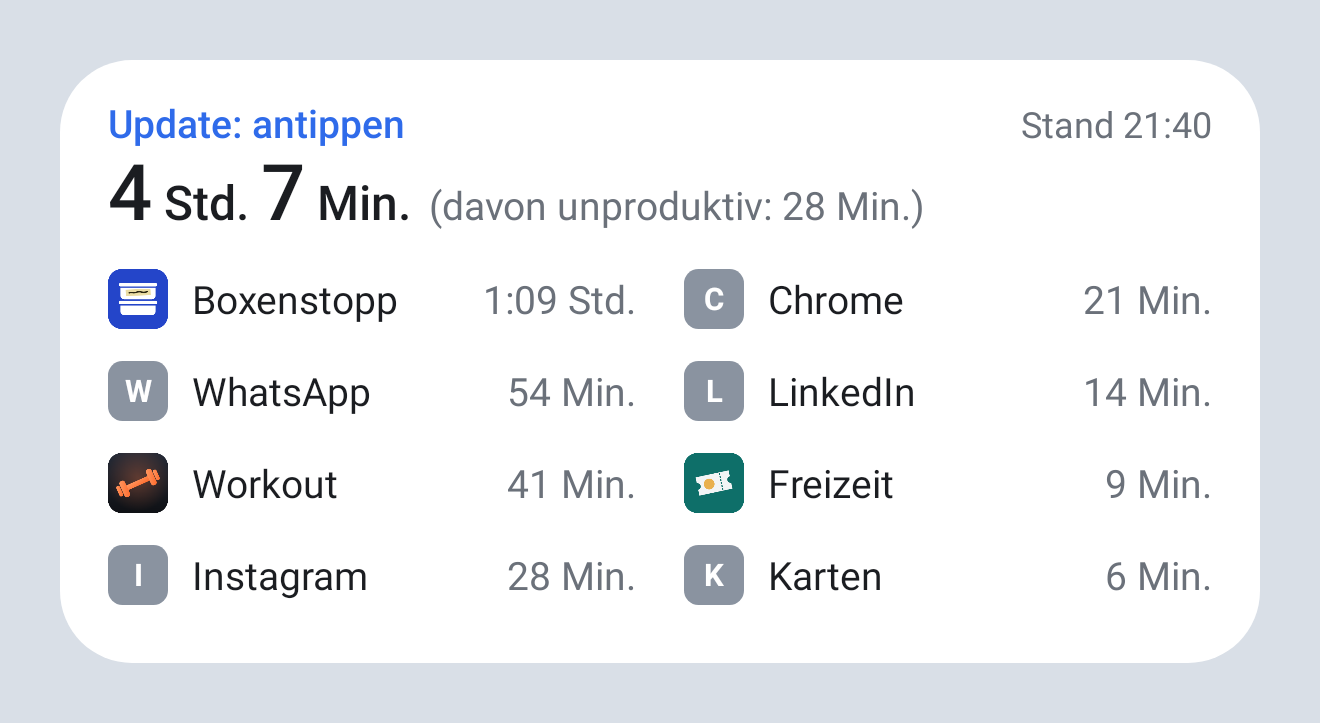 Update: antippen Stand 21:40
4 Std. 7 Min. (davon unproduktiv: 28 Min.)
Boxenstopp 1:09 Std. C Chrome 21 Min.
W WhatsApp 54 Min. L LinkedIn 14 Min.
Workout 41 Min. Freizeit 9 Min.
I Instagram 28 Min. K Karten 6 Min.